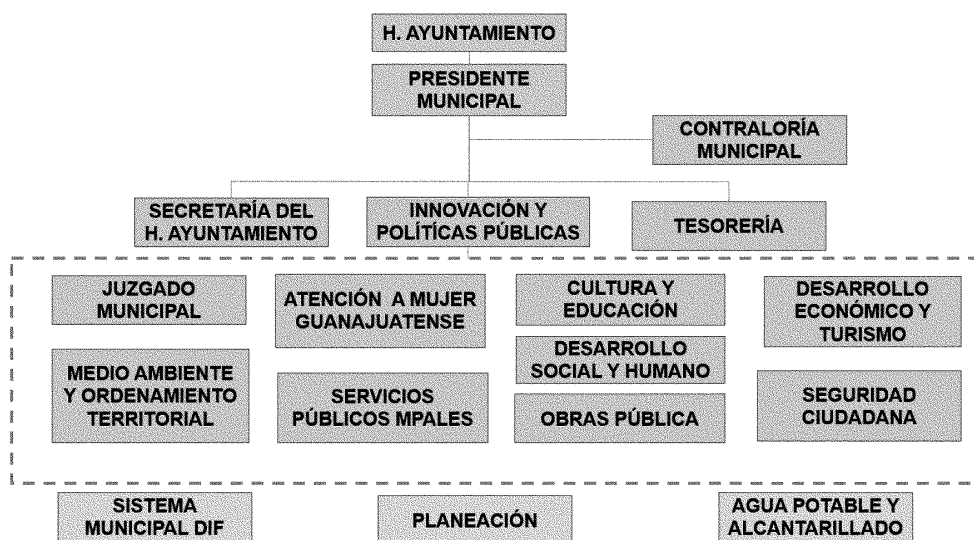 H. AYUNTAMIENTO
PRESIDENTE
MUNICIPAL
CONTRALORÍA
MUNICIPAL
SECRETARÍA DEL
H. AYUNTAMIENTO
INNOVACIÓN Y
POLÍTÍCAS PÚBLICAS
TESORERÍA
JUZGADO
MUNICIPAL
ATENCIÓN A MUJER
GUANAJUATENSE
CULTURA Y
EDUCACIÓN
DESARROLLO
ECONÓMICO Y
TURISMO
MEDIO AMBIENTE
Y ORDENAMIENTO
TERRITORIAL
SERVICIOS
PÚBLICOS MPALES
DESARROLLO
SOCIAL Y HUMANO
OBRAS PÚBLICA
SEGURIDAD
CIUDADANA
SISTEMA
MUNICIPAL DIF
PLANEACIÓN
AGUA POTABLE Y
ALCANTARILLADO